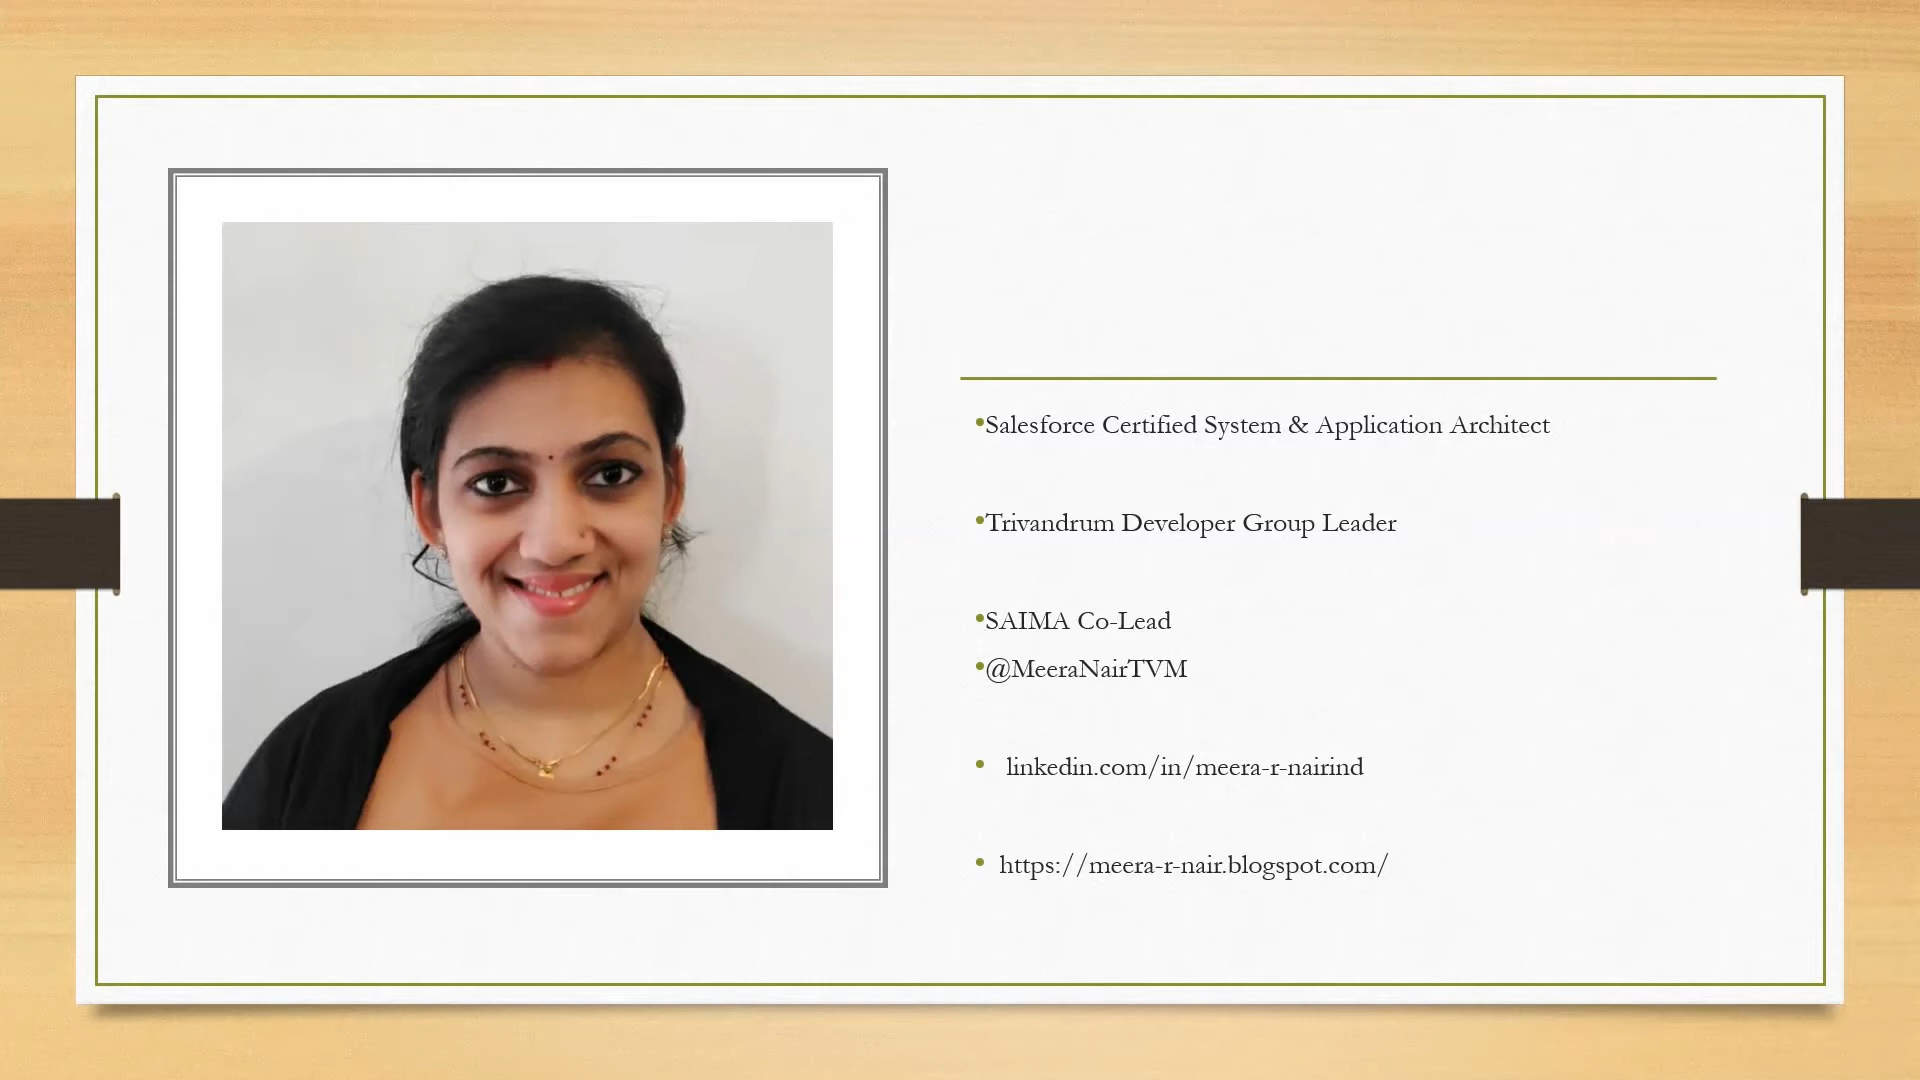 •Salesforce Certified System & Application Architect
•Trivandrum Developer Group Leader
•SAIMA Co-Lead
•@MeeraNairTVM
• linkedin.com/in/meera-r-nairind
• https://meera-r-nair.blogspot.com/